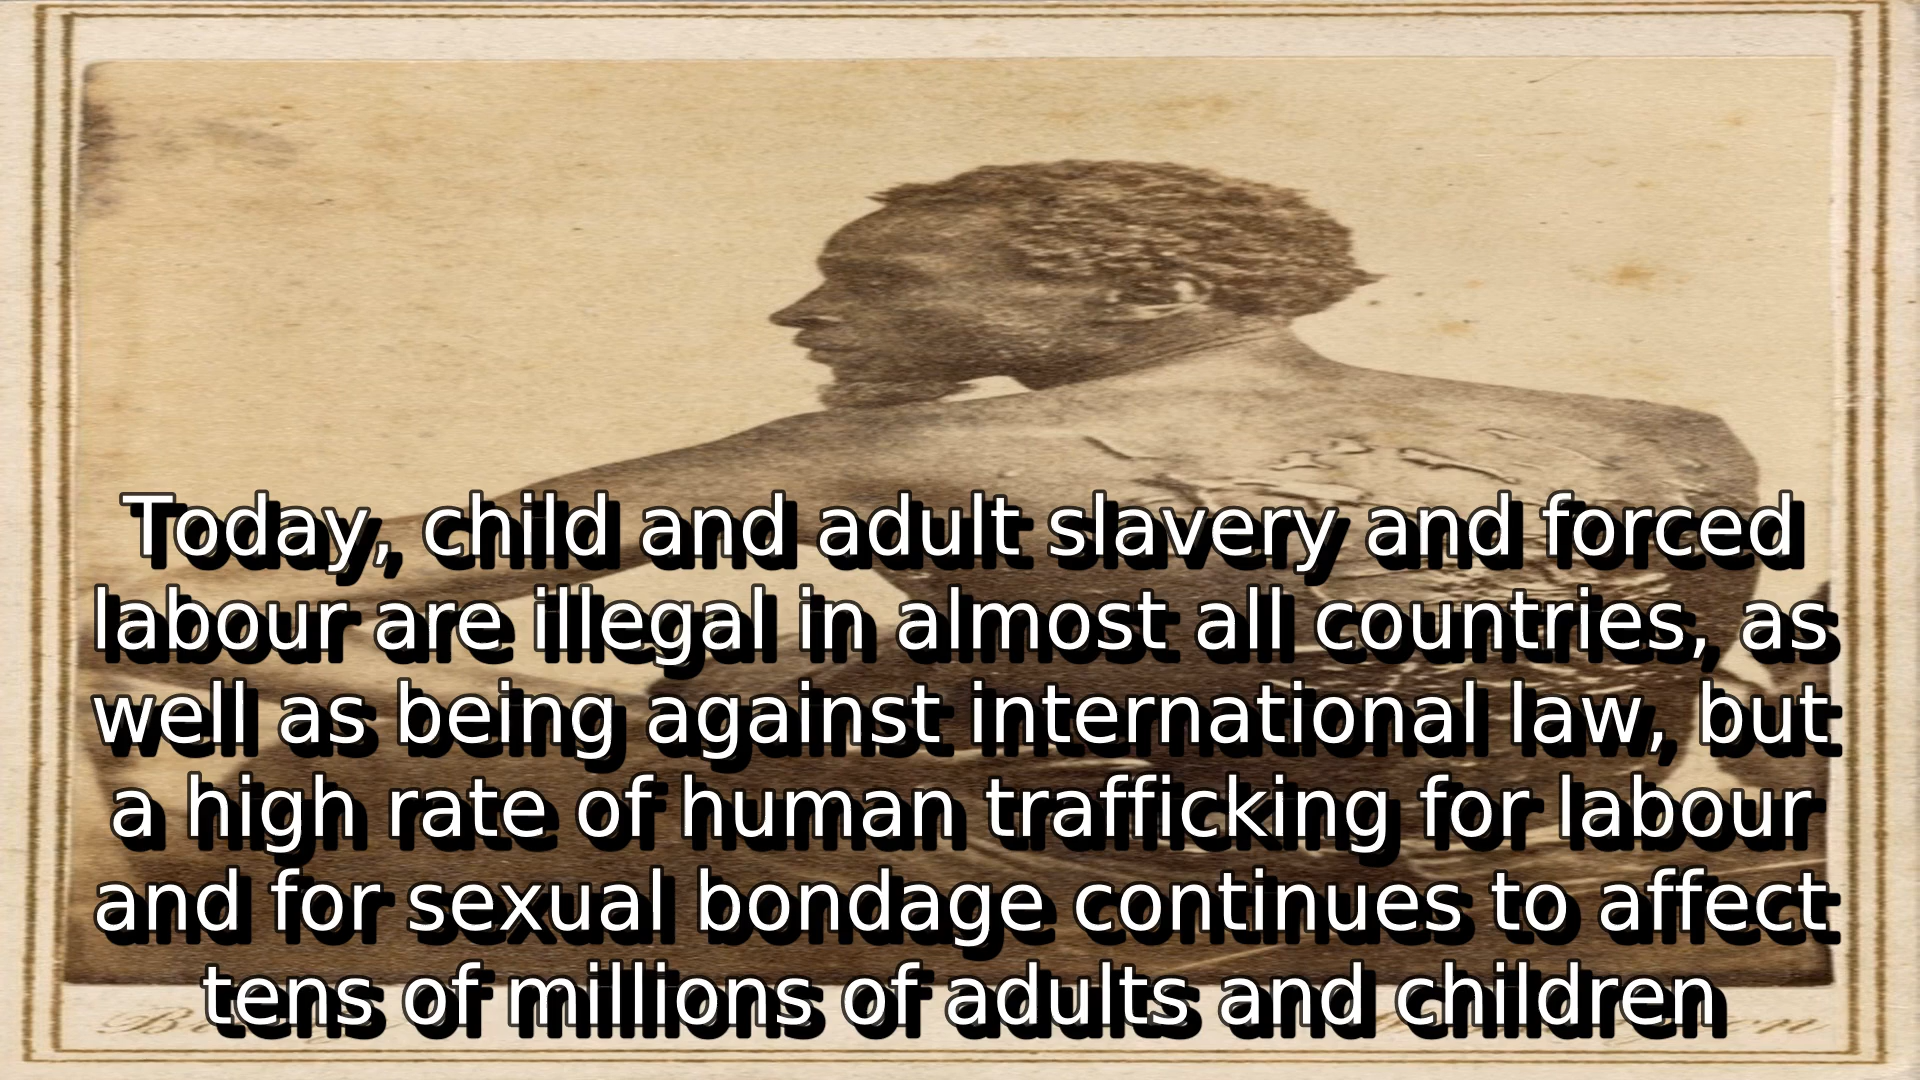 Today, child and adult slavery and forced
labour are illegal in almost all countries, as
well as being against international law, but
a high rate of human trafficking for labour
and for sexual bondage continues to affect
tens of millions of adults and children